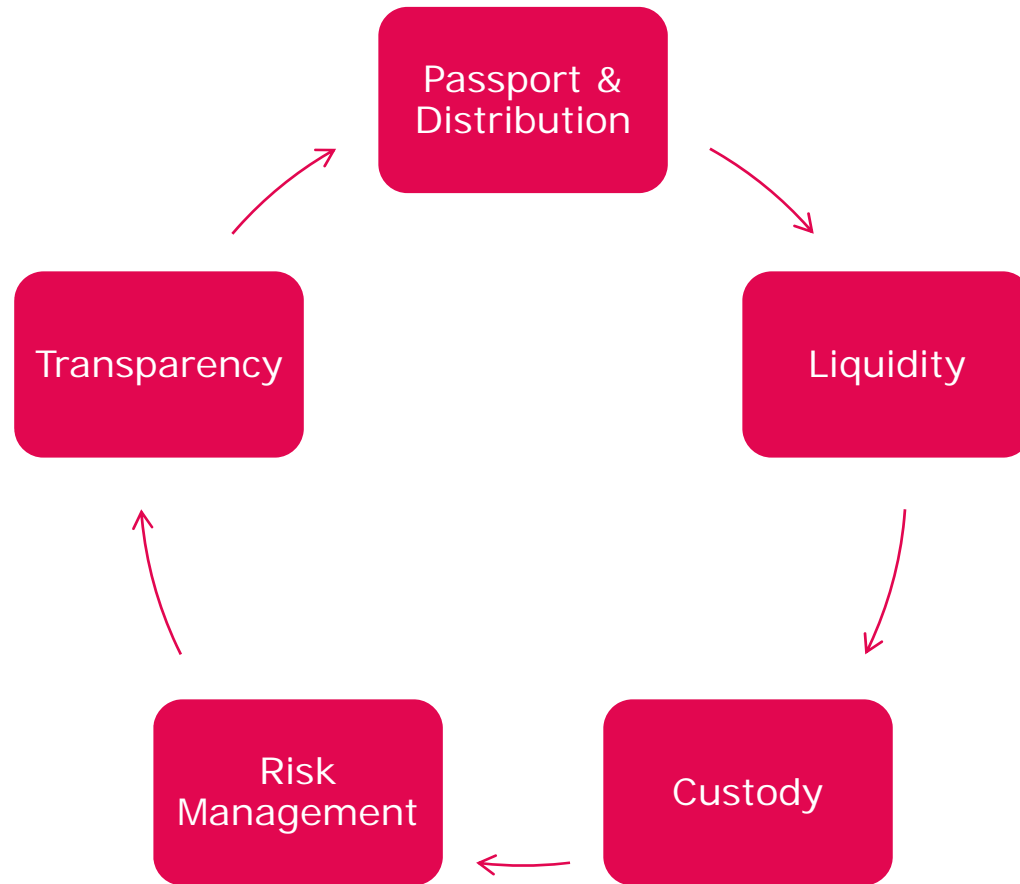 Passport &
Distribution
Liquidity
Custody
Risk
Management
Transparency